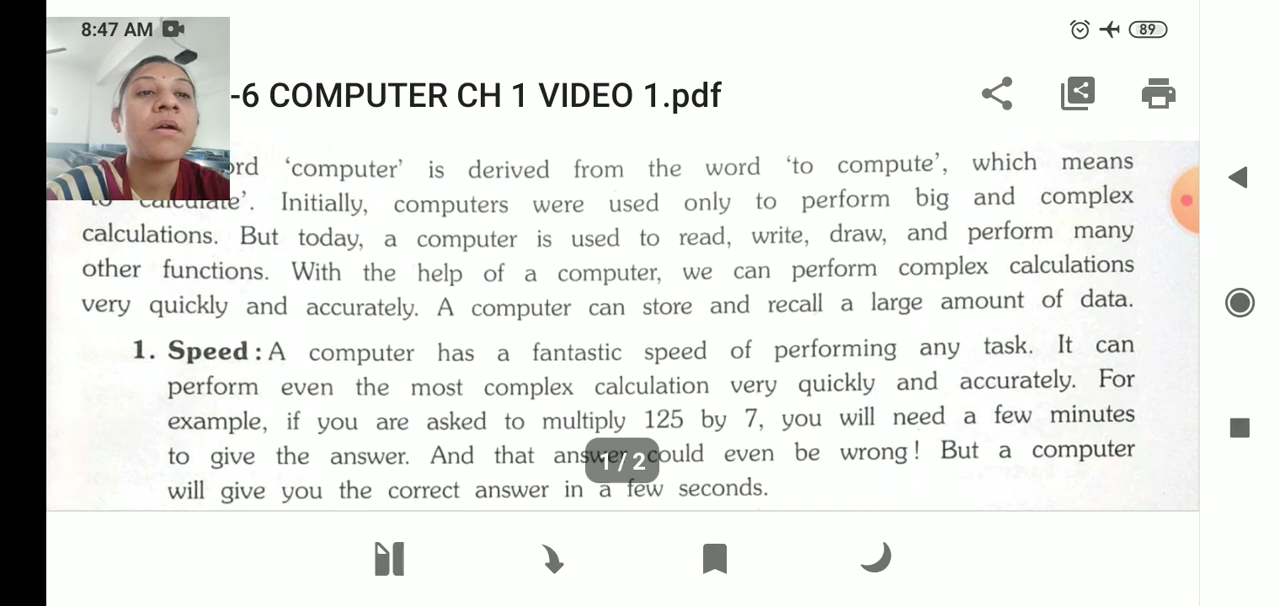 8:47 AM
89
-6 COMPUTER CH 1 VIDEO 1.pdf
'computer' is derived from the word 'to compute', which means
calculate'. Initially, computers were used only to perform big and complex
calculations. But today, a computer is used to read, write, draw, and perform many
other functions. With the help of a computer, we can perform complex calculations
very quickly and accurately. A computer can store and recall a large amount of data.
1. Speed : A computer has a fantastic speed of performing any task. It can
perform even the most complex calculation very quickly and accurately. For
example, if you are asked to multiply 125 by 7, you will need a few minutes
to give the answer. And that answer could even be wrong! But a computer
1 / 2
will give you the correct answer in a few seconds.